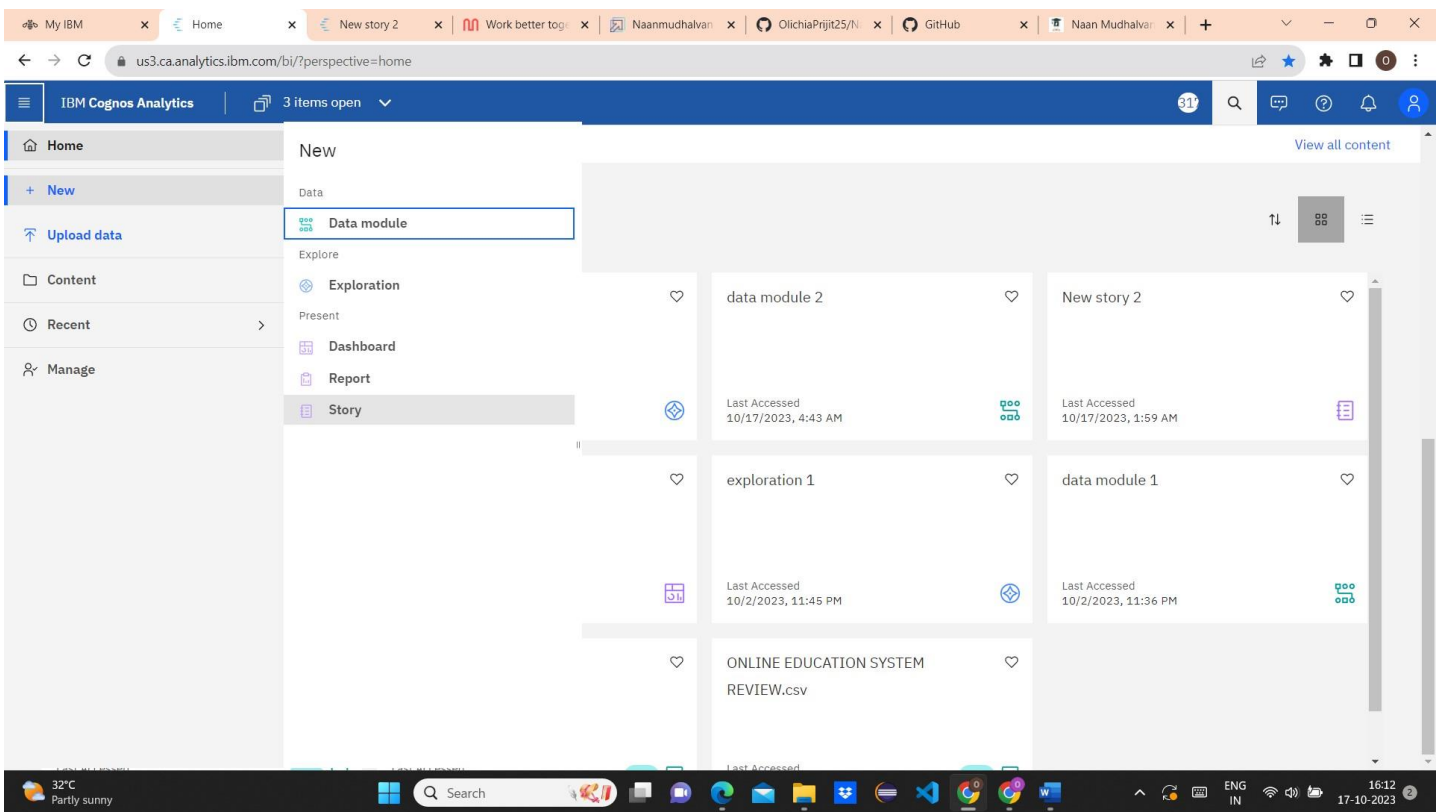 My IBM
Home
New story 2
Work better toge
Naanmudhalvan
OlichiaPrijit25/N
GitHub
Naan Mudhalvan
us3.ca.analytics.ibm.com/bi/?perspective=home
O
IBM Cognos Analytics
3 items open
Home
New
Upload data
Content
Recent
Manage
New
Data
Data module
Explore
Exploration
Present
Dashboard
Report
Story
View all content
data module 2
Last Accessed
10/17/2023, 4:43 AM
New story 2
Last Accessed
10/17/2023, 1:59 AM
exploration 1
Last Accessed
10/2/2023, 11:45 PM
data module 1
Last Accessed
10/2/2023, 11:36 PM
ONLINE EDUCATION SYSTEM
REVIEW.csv
Last Accessed
32°C
Partly sunny
Search
ENG
IN
16:12
17-10-2023
2